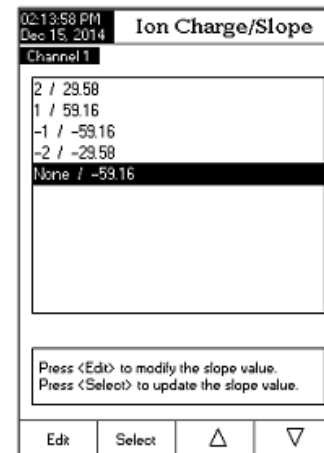 02:13:58 PM
Dec 15, 2014
Ion Charge/Slope
Channel 1
2 / 29.58
1 / 59.16
-1 / -59.16
-2 / -29.58
None / -59.16
Press <Edit> to modify the slope value.
Press <Select> to update the slope value.
Edit Select △ ▽